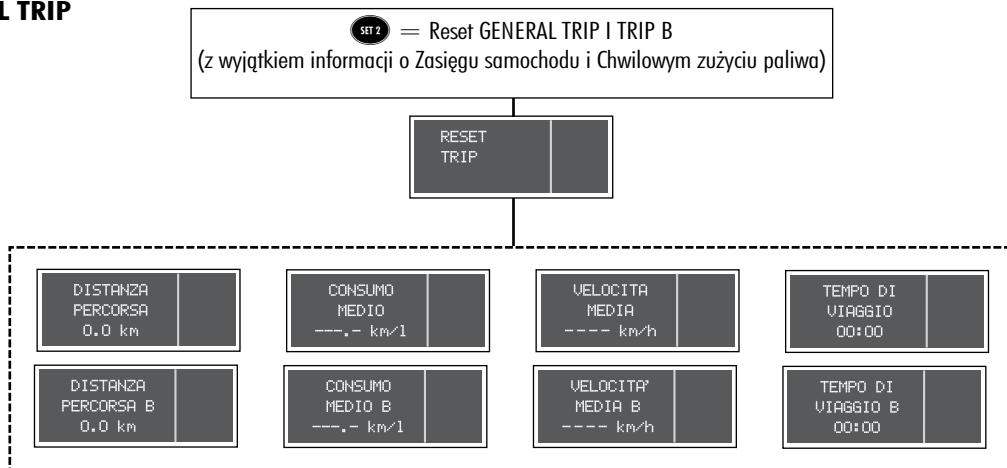 L TRIP
SET 2 = Reset GENERAL TRIP I TRIP B
(z wyjątkiem informacji o Zasięgu samochodu i Chwilowym zużyciu paliwa)
RESET
TRIP
DISTANZA
PERCORSA
0.0 km
CONSUMO
MEDIO
---.- km/l
VELOCITA
MEDIA
---- km/h
TEMPO DI
VIAGGIO
00:00
DISTANZA
PERCORSA B
0.0 km
CONSUMO
MEDIO B
---.- km/l
VELOCITA'
MEDIA B
---- km/h
TEMPO DI
VIAGGIO B
00:00